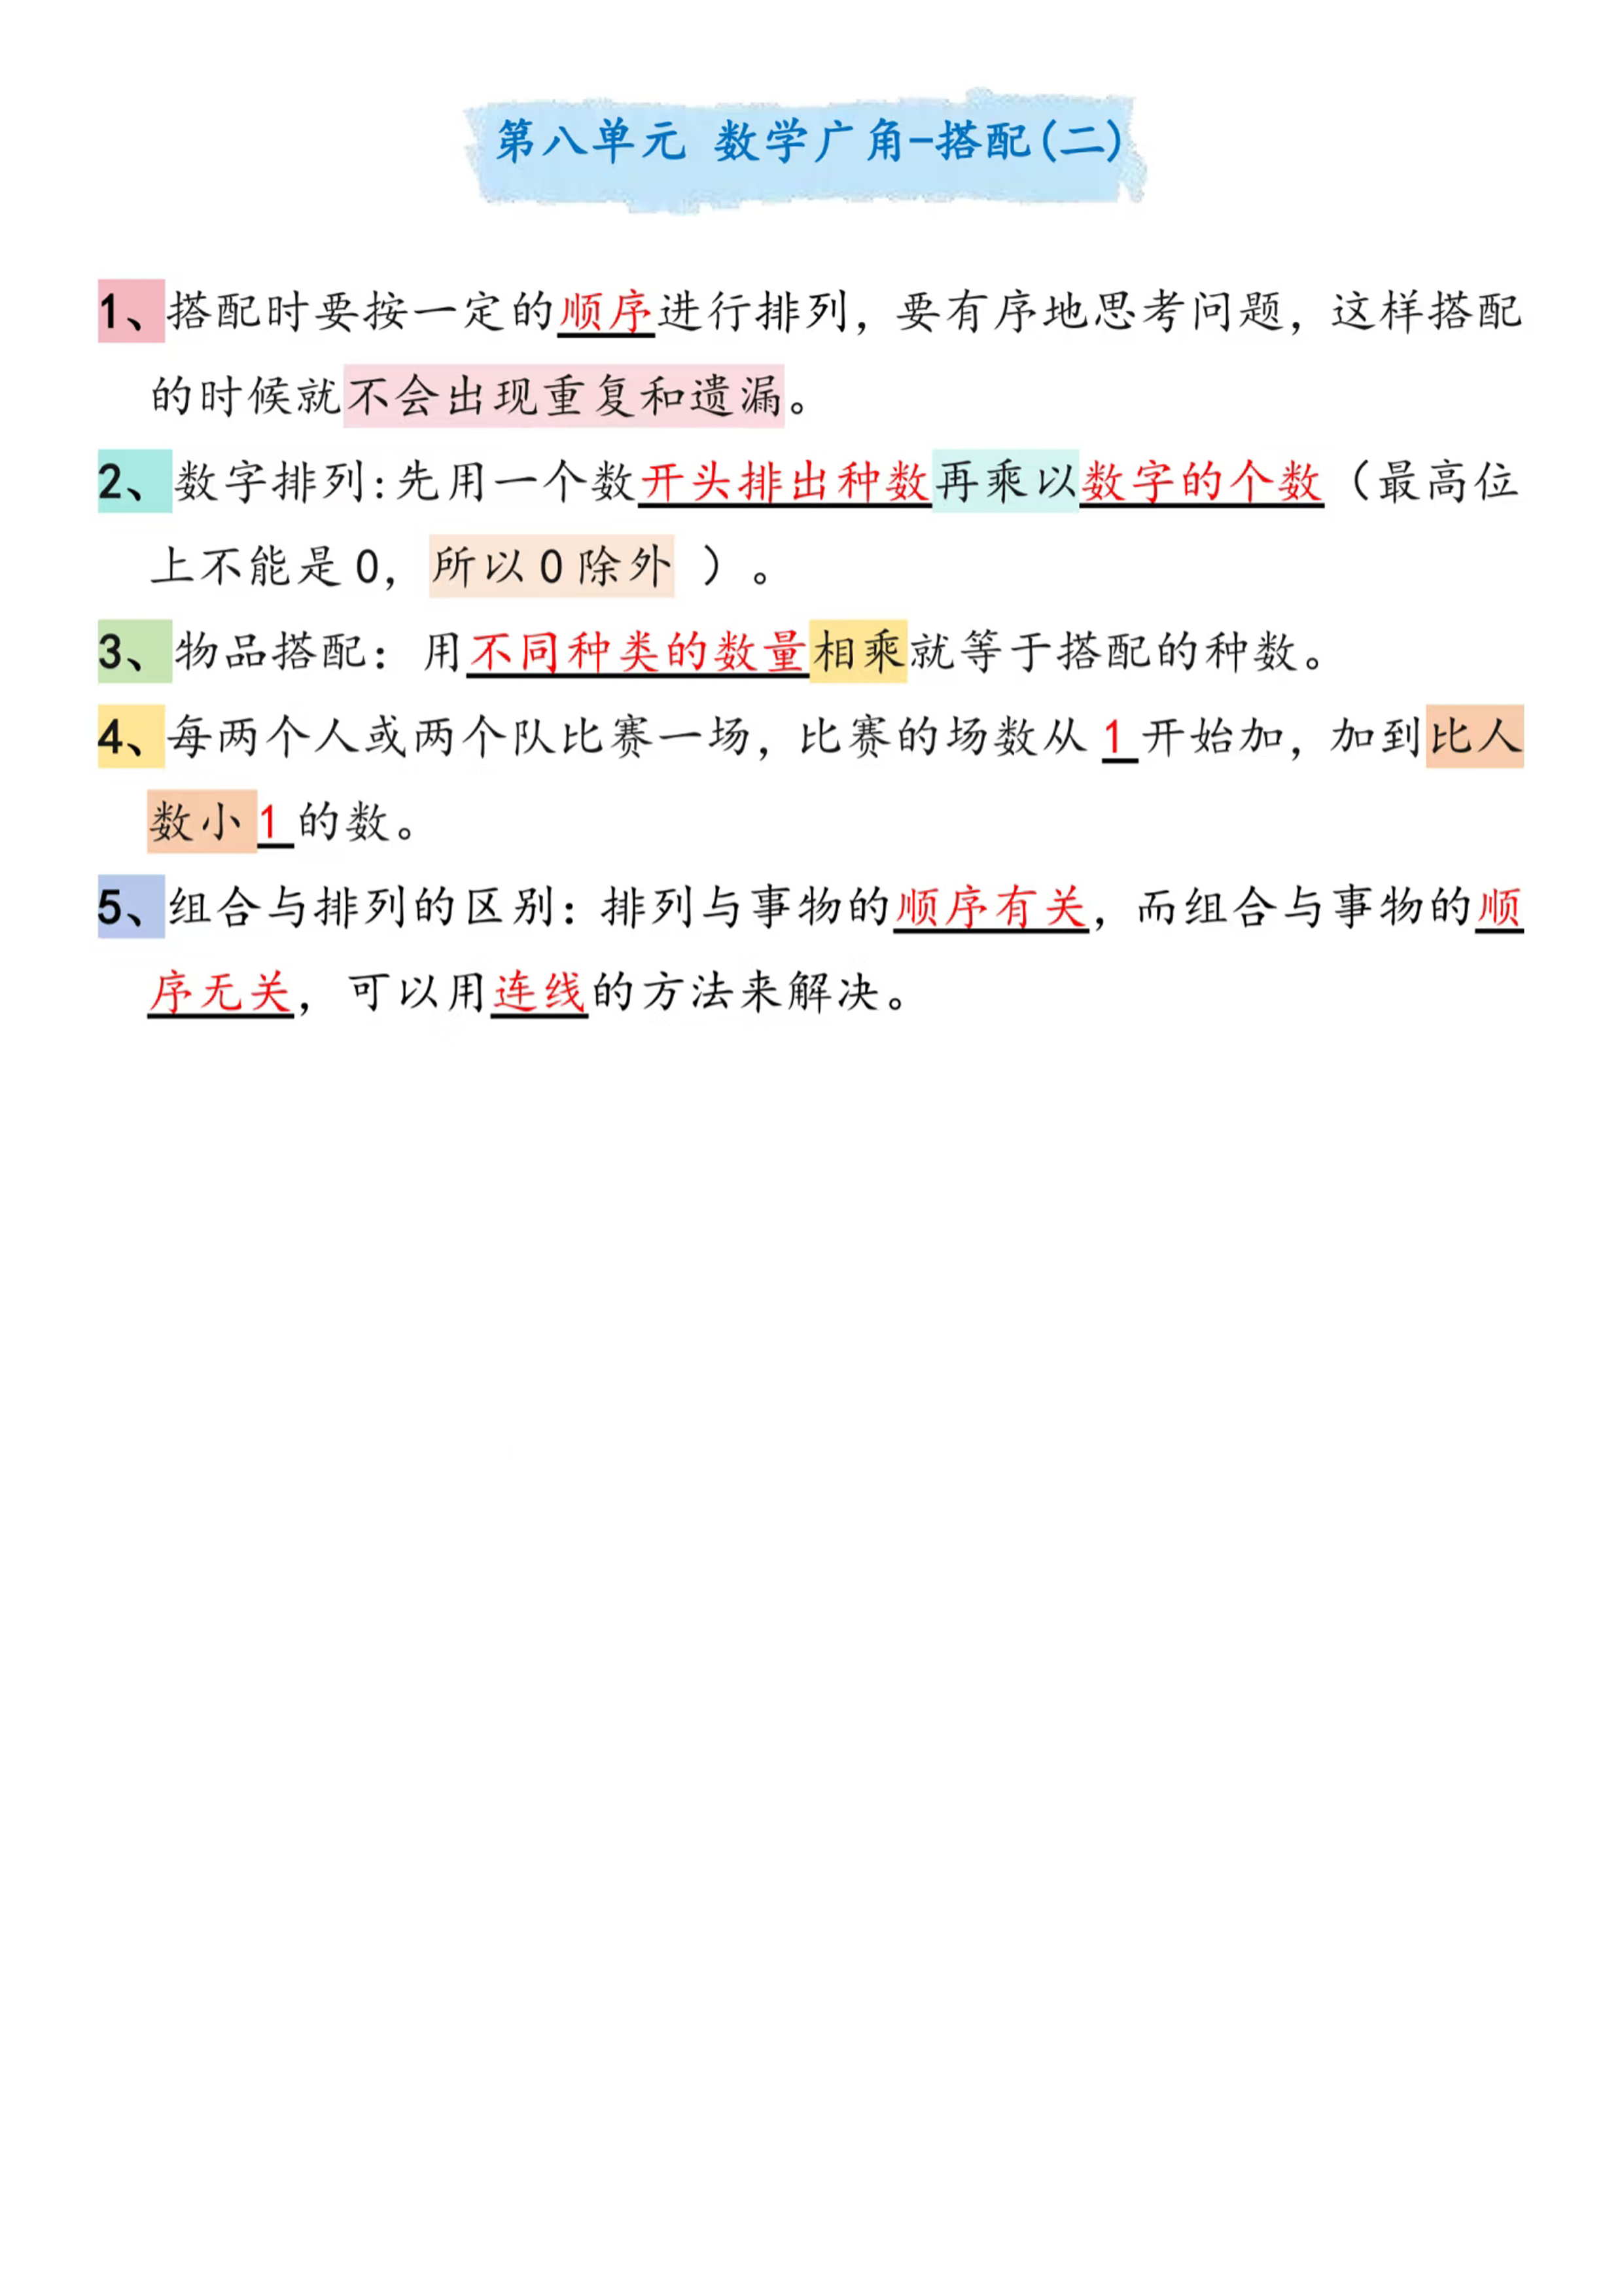 第八单元 数学广角-搭配(二)
1、搭配时要按一定的顺序进行排列，要有序地思考问题，这样搭配
的时候就不会出现重复和遗漏。
2、数字排列:先用一个数开头排出种数再乘以数字的个数（最高位
上不能是0，所以0除外 ）。
3、物品搭配：用不同种类的数量相乘就等于搭配的种数。
4、每两个人或两个队比赛一场，比赛的场数从 1 开始加，加到比人
数小 1 的数。
5、组合与排列的区别：排列与事物的顺序有关，而组合与事物的顺
序无关，可以用连线的方法来解决。